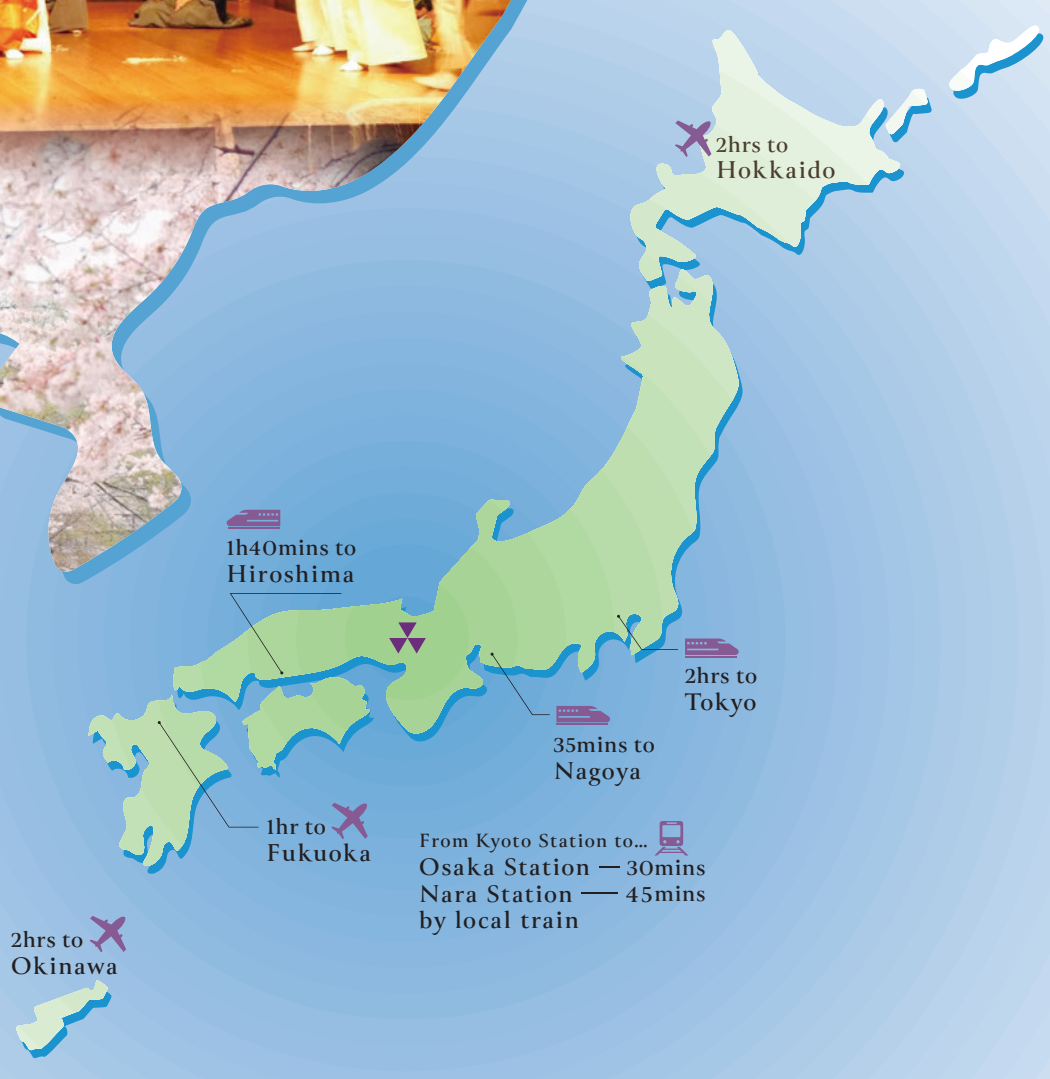 2hrs to
Hokkaido
1h40mins to
Hiroshima
2hrs to
Tokyo
35mins to
Nagoya
1hr to
Fukuoka
From Kyoto Station to...
Osaka Station — 30mins
Nara Station — 45mins
by local train
2hrs to
Okinawa